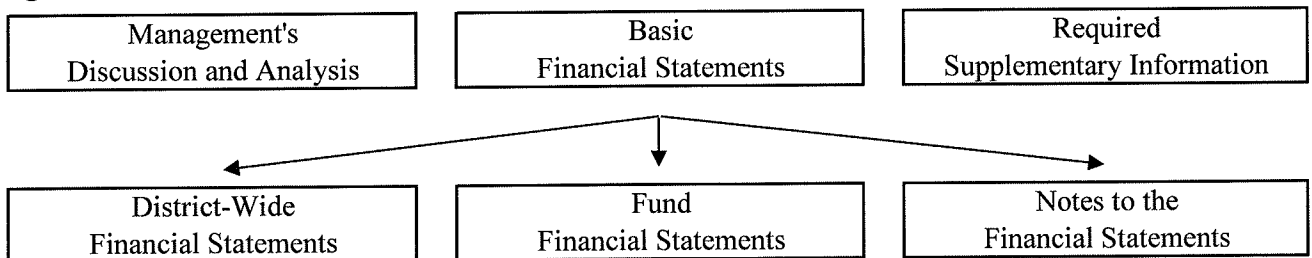 Management's
Discussion and Analysis
Basic
Financial Statements
Required
Supplementary Information
District-Wide
Financial Statements
Fund
Financial Statements
Notes to the
Financial Statements